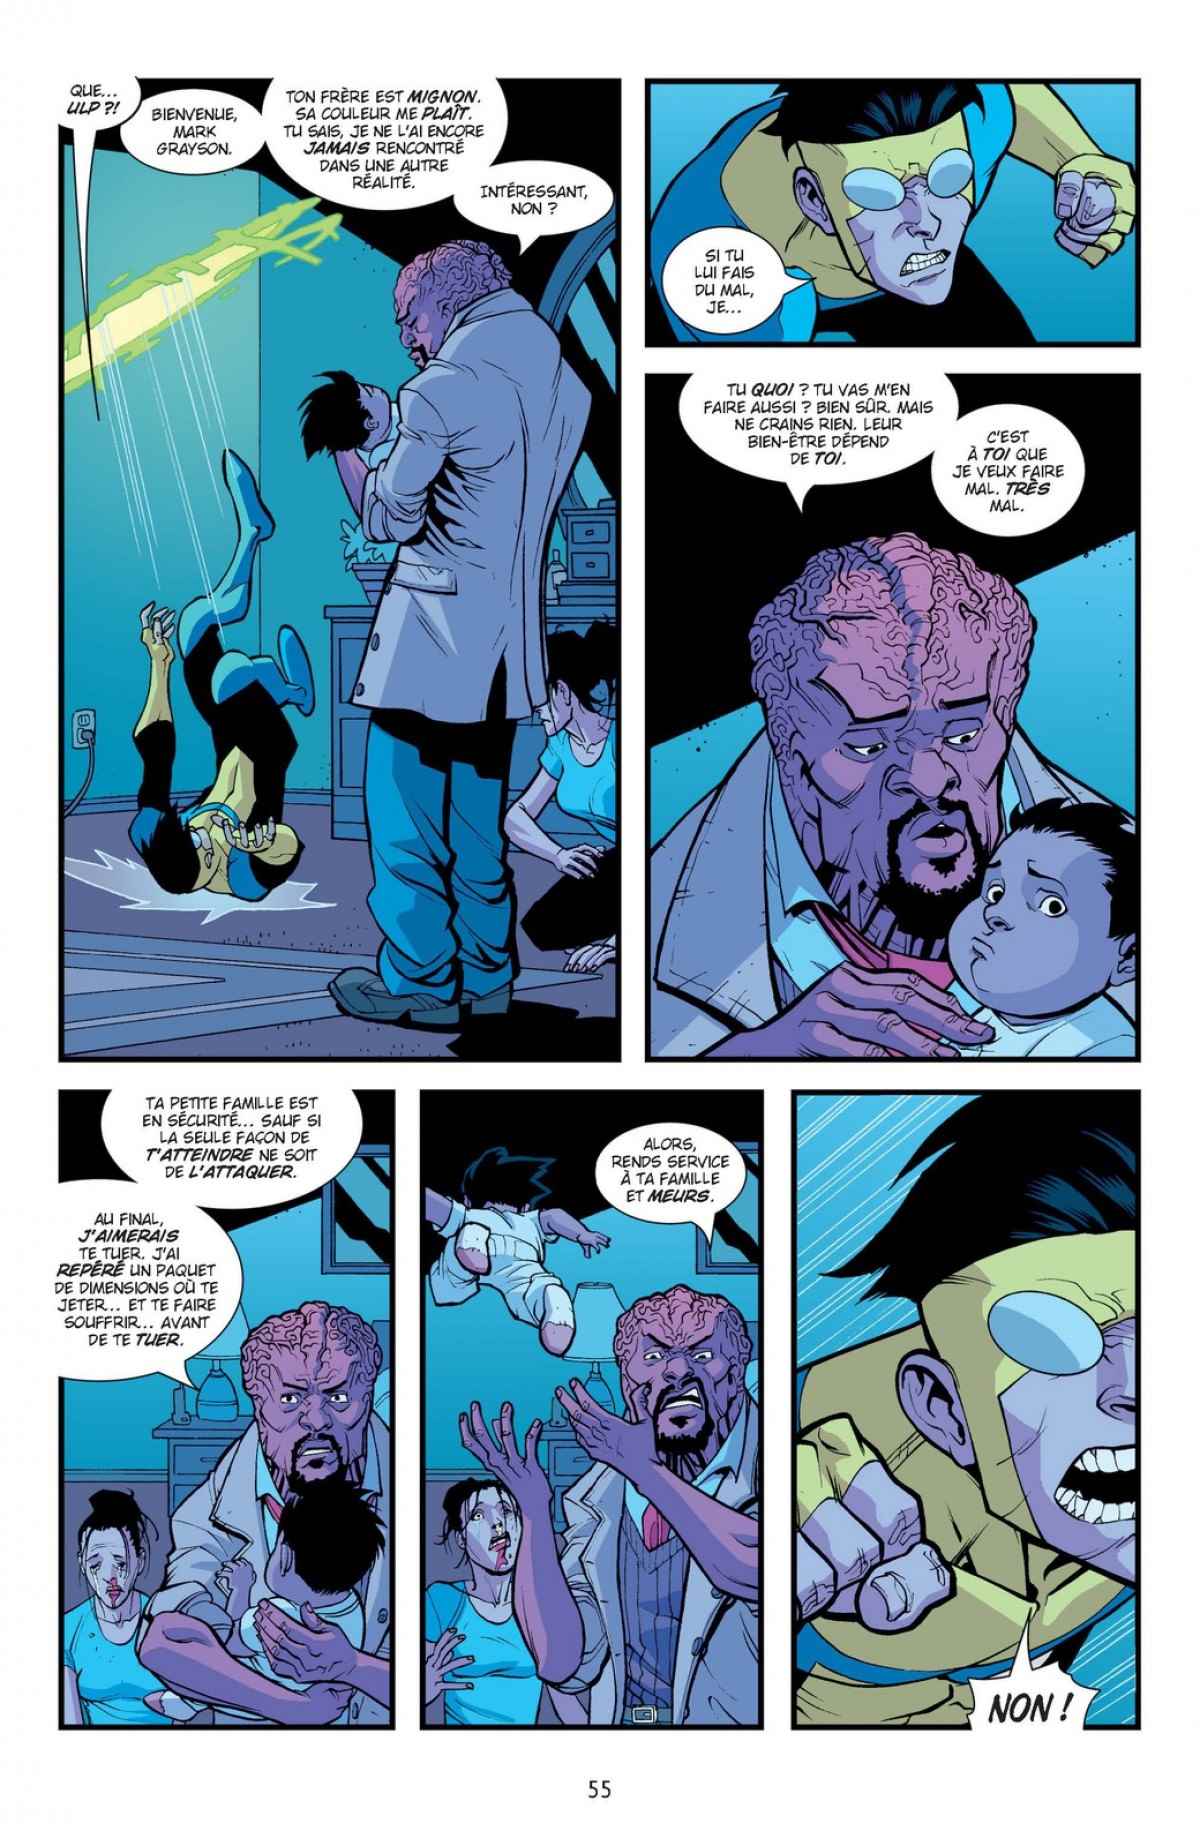 QUE...
ULP ?!
BIENVENUE,
MARK
GRAYSON.
TON FRÈRE EST MIGNON.
SA COULEUR ME PLAÎT.
TU SAIS, JE NE L'AI ENCORE
JAMAIS RENCONTRÉ
DANS UNE AUTRE
RÉALITÉ.
INTÉRESSANT,
NON ?
SI TU
LUI FAIS
DU MAL,
JE...
TU QUOI ? TU VAS M'EN
FAIRE AUSSI ? BIEN SÛR. MAIS
NE CRAINS RIEN. LEUR
BIEN-ÊTRE DÉPEND
DE TOI.
C'EST
À TOI QUE
JE VEUX FAIRE
MAL. TRÈS
MAL.
TA PETITE FAMILLE EST
EN SÉCURITÉ... SAUF SI
LA SEULE FAÇON DE
T'ATTEINDRE NE SOIT
DE L'ATTAQUER.
AU FINAL,
J'AIMERAIS
TE TUER. J'AI
REPÉRÉ UN PAQUET
DE DIMENSIONS OÙ TE
JETER... ET TE FAIRE
SOUFFRIR... AVANT
DE TE TUER.
ALORS,
RENDS SERVICE
À TA FAMILLE
ET MEURS.
NON !
55